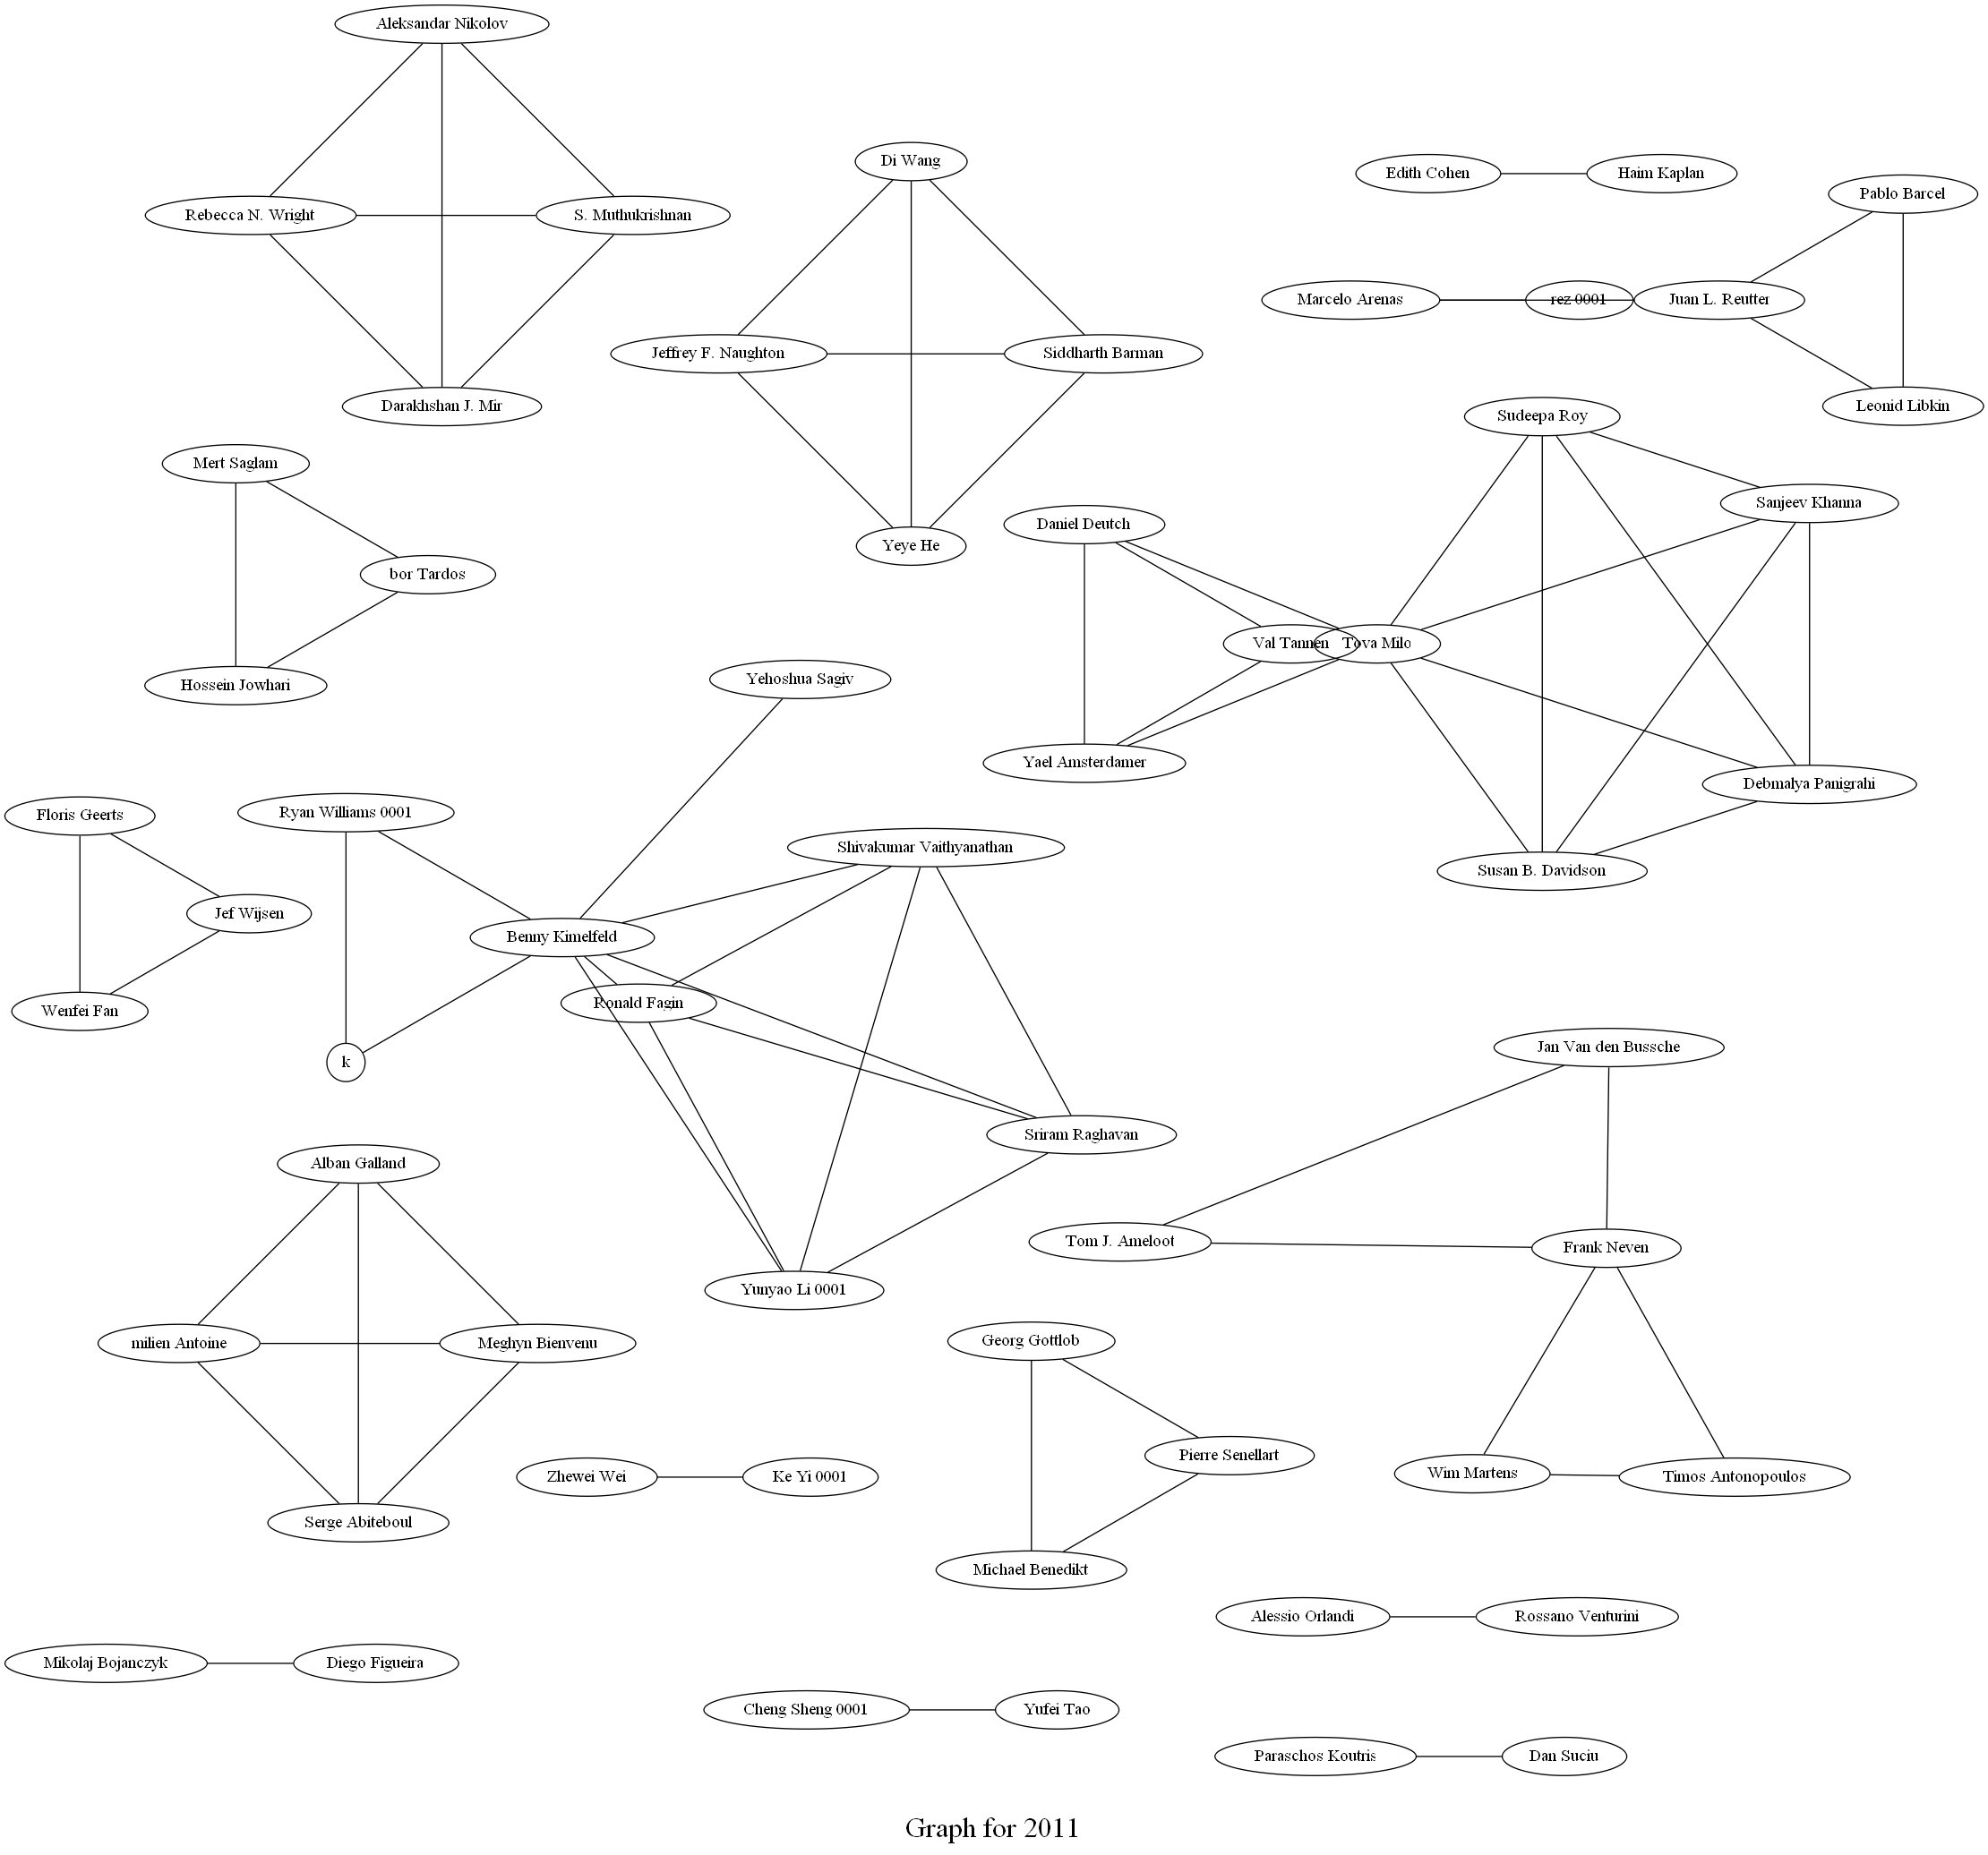 Aleksandar Nikolov
Di Wang
Edith Cohen
Haim Kaplan
Pablo Barcel
Rebecca N. Wright
S. Muthukrishnan
Marcelo Arenas
rez 0001
Juan L. Reutter
Jeffrey F. Naughton
Siddharth Barman
Darakhshan J. Mir
Leonid Libkin
Sudeepa Roy
Mert Saglam
Sanjeev Khanna
Daniel Deutch
Yeye He
bor Tardos
Val Tannen
Tova Milo
Yehoshua Sagiv
Hossein Jowhari
Yael Amsterdamer
Debmalya Panigrahi
Floris Geerts
Ryan Williams 0001
Shivakumar Vaithyanathan
Susan B. Davidson
Jef Wijsen
Benny Kimelfeld
Ronald Fagin
Wenfei Fan
Jan Van den Bussche
k
Sriram Raghavan
Alban Galland
Tom J. Ameloot
Frank Neven
Yunyao Li 0001
milien Antoine
Meghyn Bienvenu
Georg Gottlob
Pierre Senellart
Zhewei Wei
Ke Yi 0001
Wim Martens
Timos Antonopoulos
Serge Abiteboul
Michael Benedikt
Alessio Orlandi
Rossano Venturini
Mikolaj Bojanczyk
Diego Figueira
Cheng Sheng 0001
Yufei Tao
Paraschos Koutris
Dan Suciu
Graph for 2011